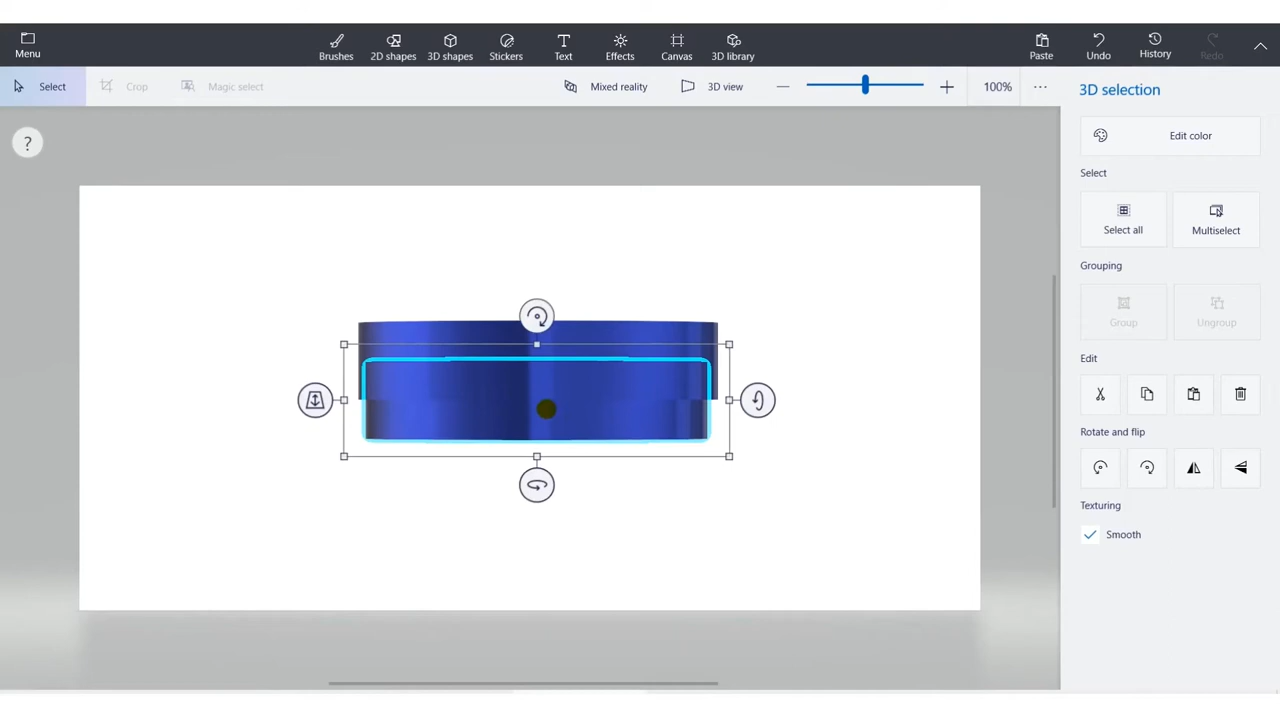 Menu
Brushes
2D shapes
3D shapes
Stickers
Text
Effects
Canvas
3D library
Paste
Undo
History
Redo
Select
Crop
Magic select
Mixed reality
3D view
100%
3D selection
?
Edit color
Select
Select all
Multiselect
Grouping
Group
Ungroup
Edit
Rotate and flip
Texturing
Smooth